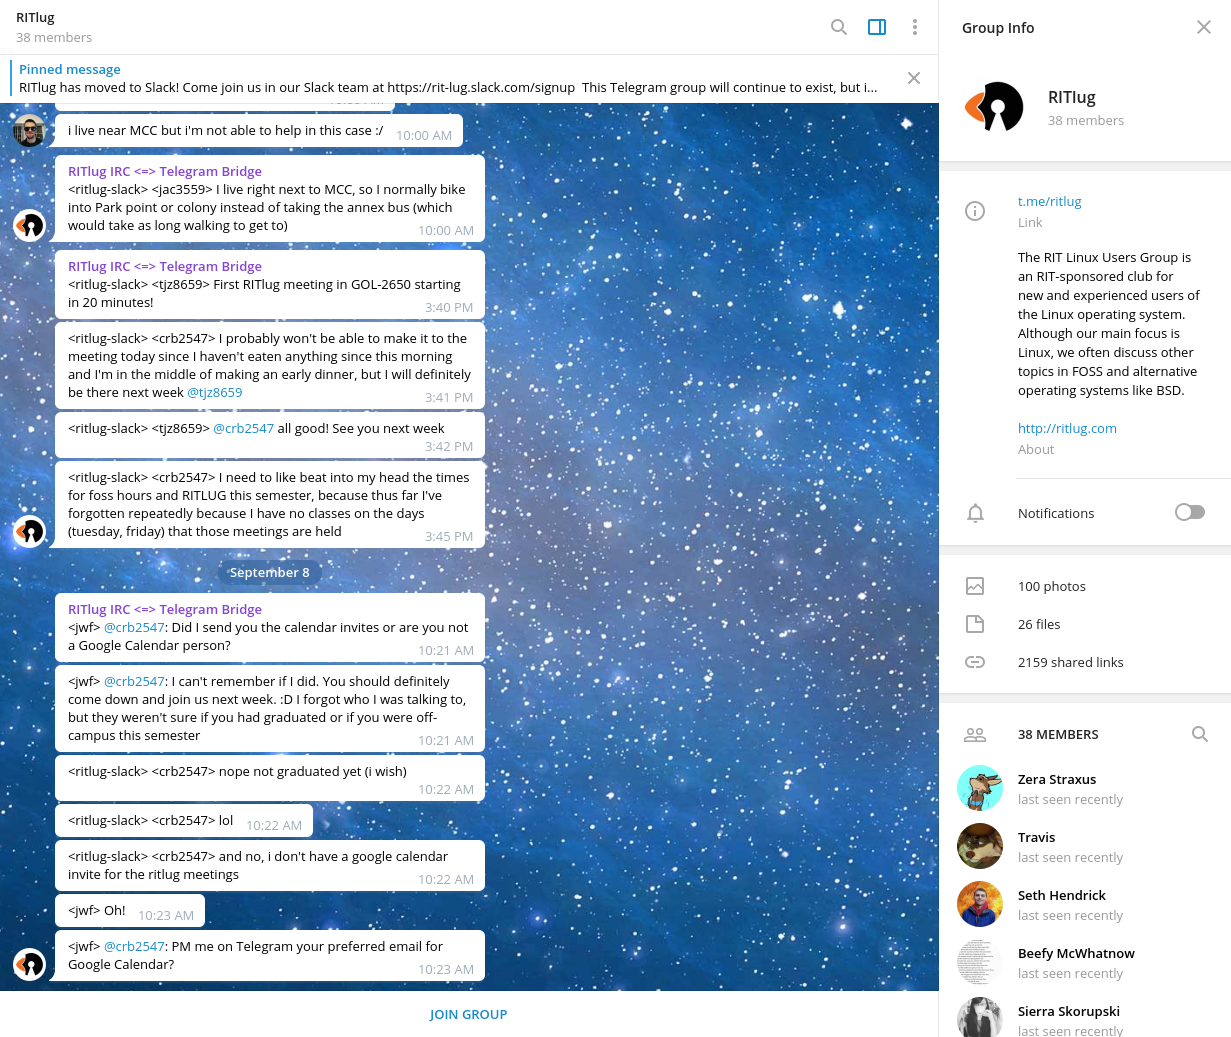 RITlug
38 members
Pinned message
RITlug has moved to Slack! Come join us in our Slack team at https://rit-lug.slack.com/signup  This Telegram group will continue to exist, but i...
i live near MCC but i'm not able to help in this case :/ 10:00 AM
RITlug IRC <=> Telegram Bridge
<ritlug-slack> <jac3559> I live right next to MCC, so I normally bike
into Park point or colony instead of taking the annex bus (which
would take as long walking to get to) 10:00 AM
RITlug IRC <=> Telegram Bridge
<ritlug-slack> <tjz8659> First RITlug meeting in GOL-2650 starting
in 20 minutes! 3:40 PM
<ritlug-slack> <crb2547> I probably won't be able to make it to the
meeting today since I haven't eaten anything since this morning
and I'm in the middle of making an early dinner, but I will definitely
be there next week @tjz8659 3:41 PM
<ritlug-slack> <tjz8659> @crb2547 all good! See you next week
3:42 PM
<ritlug-slack> <crb2547> I need to like beat into my head the times
for foss hours and RITLUG this semester, because thus far I've
forgotten repeatedly because I have no classes on the days
(tuesday, friday) that those meetings are held 3:45 PM
September 8
RITlug IRC <=> Telegram Bridge
<jwf> @crb2547: Did I send you the calendar invites or are you not
a Google Calendar person? 10:21 AM
<jwf> @crb2547: I can't remember if I did. You should definitely
come down and join us next week. :D I forgot who I was talking to,
but they weren't sure if you had graduated or if you were off-
campus this semester 10:21 AM
<ritlug-slack> <crb2547> nope not graduated yet (i wish)
10:22 AM
<ritlug-slack> <crb2547> lol 10:22 AM
<ritlug-slack> <crb2547> and no, i don't have a google calendar
invite for the ritlug meetings 10:22 AM
<jwf> Oh! 10:23 AM
<jwf> @crb2547: PM me on Telegram your preferred email for
Google Calendar? 10:23 AM
JOIN GROUP
Group Info
RITlug
38 members
t.me/ritlug
Link
The RIT Linux Users Group is
an RIT-sponsored club for
new and experienced users of
the Linux operating system.
Although our main focus is
Linux, we often discuss other
topics in FOSS and alternative
operating systems like BSD.
http://ritlug.com
About
Notifications
100 photos
26 files
2159 shared links
38 MEMBERS
Zera Straxus
last seen recently
Travis
last seen recently
Seth Hendrick
last seen recently
Beefy McWhatnow
last seen recently
Sierra Skorupski
last seen recently